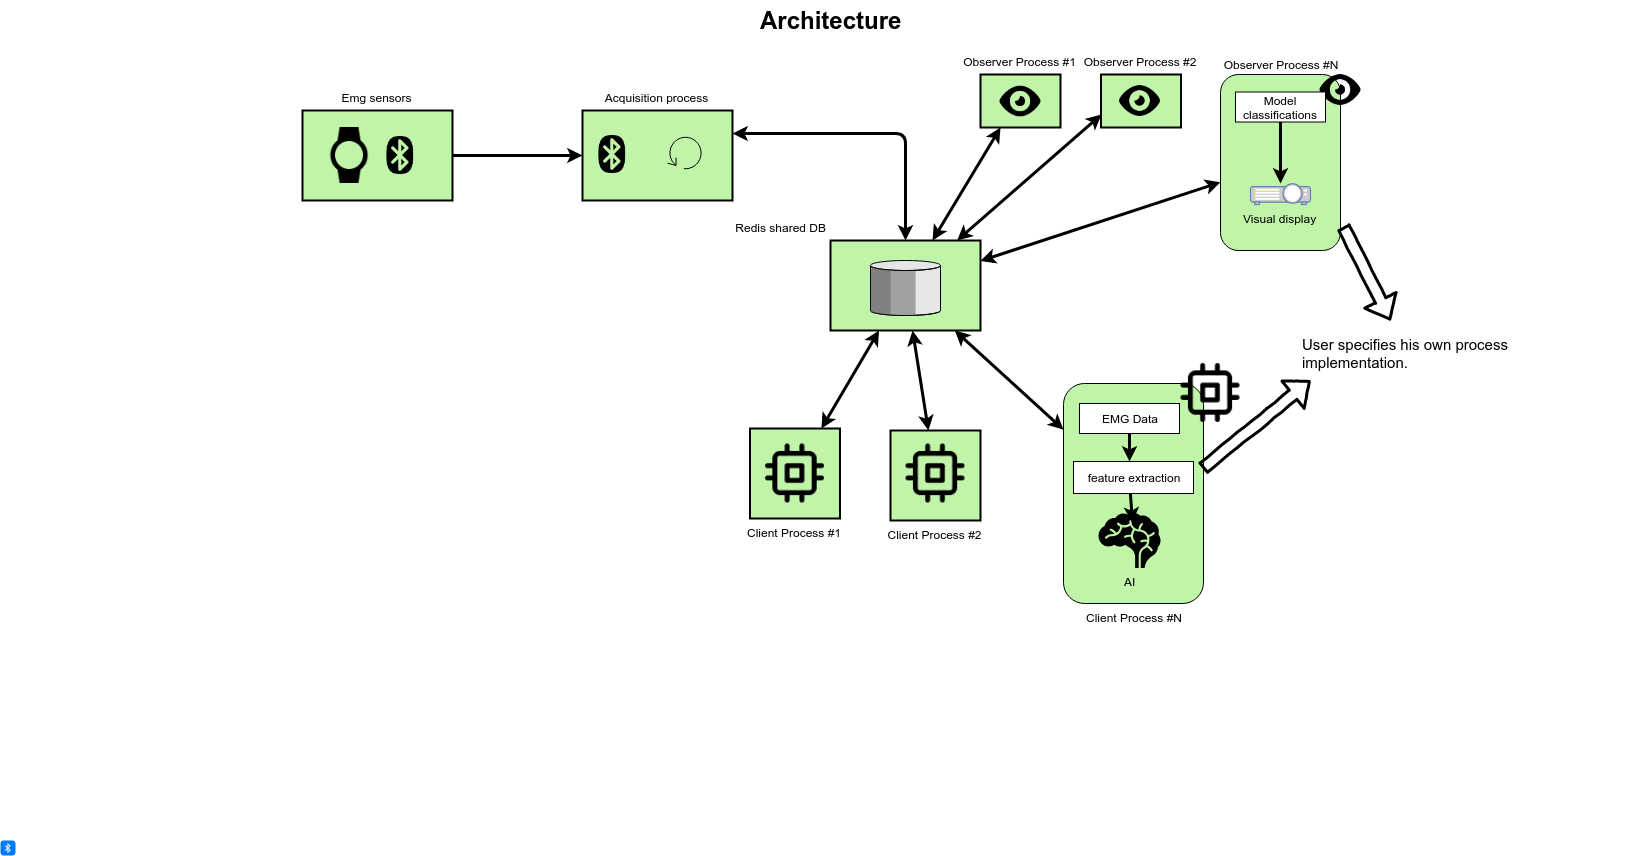 Architecture
Observer Process #1
Observer Process #2
Observer Process #N
Emg sensors
Acquisition process
Model
classifications
Visual display
Redis shared DB
User specifies his own process
implementation.
EMG Data
feature extraction
AI
Client Process #1
Client Process #2
Client Process #N